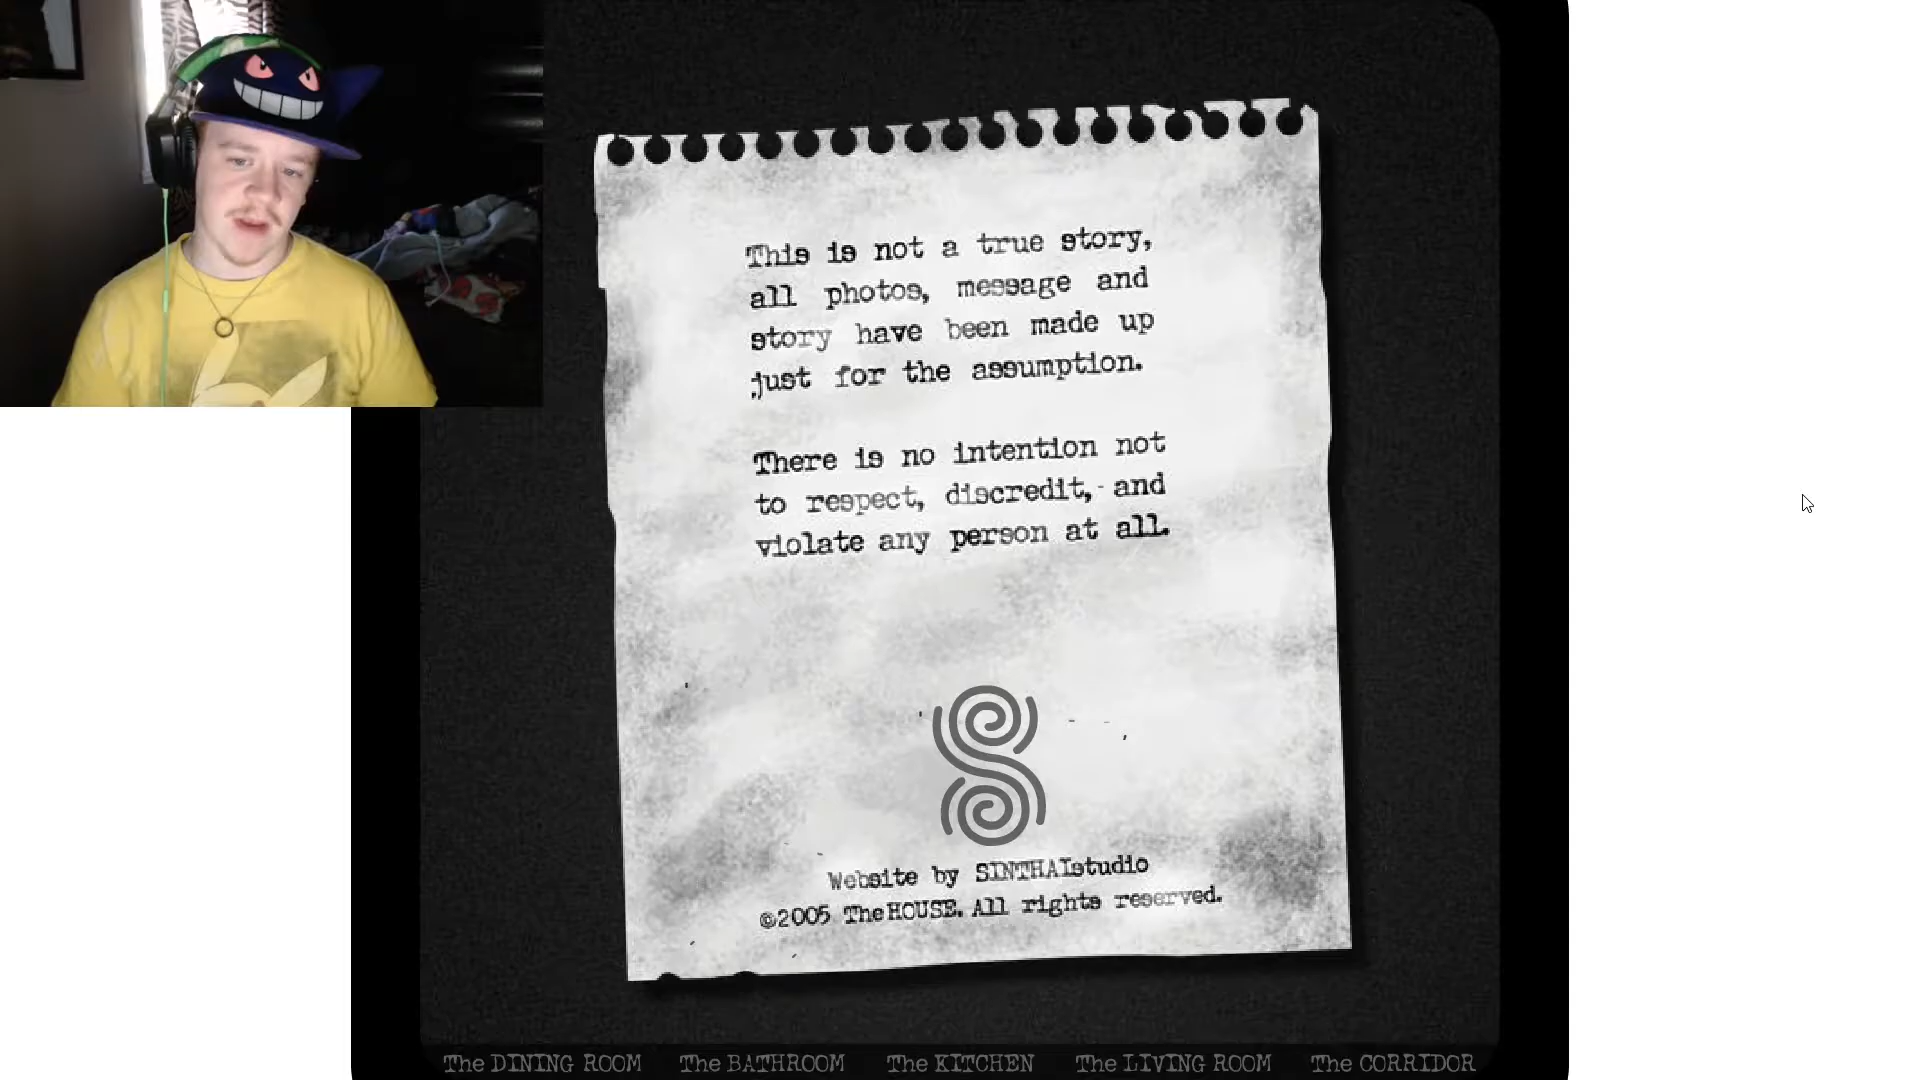 This is not a true story,
all photos, message and
story have been made up
just for the assumption.
There is no intention not
to respect, discredit, and
violate any person at all.
Website by SINTHAIstudio
©2005 The HOUSE. All rights reserved.
The DINING ROOM The BATHROOM The KITCHEN The LIVING ROOM The CORRIDOR